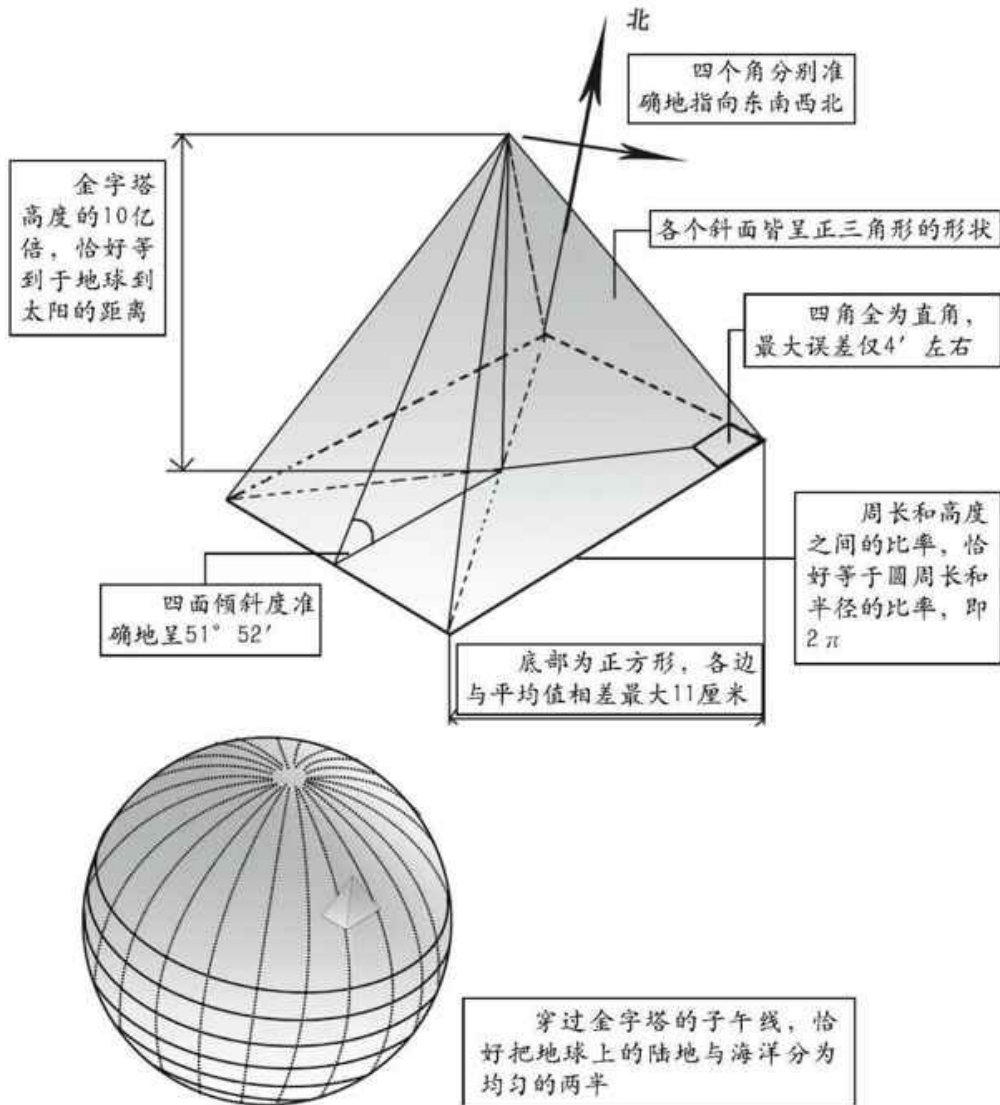 北
四个角分别准
确地指向东南西北
金字塔
高度的10亿
倍，恰好等
到于地球到
太阳的距离
各个斜面皆呈正三角形的形状
四角全为直角，
最大误差仅4′左右
周长和高度
之间的比率，恰
好等于圆周长和
半径的比率，即
2π
四面倾斜度准
确地呈51°52′
底部为正方形，各边
与平均值相差最大11厘米
穿过金字塔的子午线，恰
好把地球上的陆地与海洋分为
均匀的两半